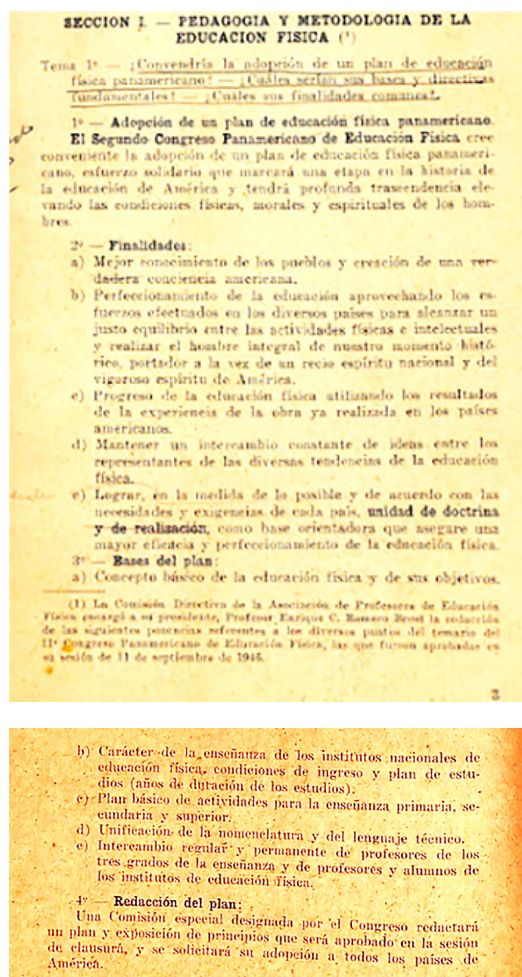 SECCION I. — PEDAGOGIA Y METODOLOGIA DE LA
EDUCACION FISICA (1)
Tema 1º — ¿Convendría la adopción de un plan de educación
física panamericano? — ¿Cuáles serían sus bases y directivas
fundamentales? — ¿Cuáles sus finalidades comunes?.
1º — Adopción de un plan de educación física panamericano.
El Segundo Congreso Panamericano de Educación Física cree
conveniente la adopción de un plan de educación física panameri-
cano, esfuerzo solidario que marcará una etapa en la historia de
la educación de América y tendrá profunda trascendencia ele-
vando las condiciones físicas, morales y espirituales de los hom-
bres.
2º — Finalidades:
a) Mejor conocimiento de los pueblos y creación de una ver-
dadera conciencia americana.
b) Perfeccionamiento de la educación aprovechando los es-
fuerzos efectuados en los diversos países para alcanzar un
justo equilibrio entre las actividades físicas e intelectuales
y realizar el hombre integral de nuestro momento histó-
rico, portador a la vez de un recio espíritu nacional y del
vigoroso espíritu de América.
c) Progreso de la educación física utilizando los resultados
de la experiencia de la obra ya realizada en los países
americanos.
d) Mantener un intercambio constante de ideas entre los
representantes de las diversas tendencias de la educación
física.
e) Lograr, en la medida de lo posible y de acuerdo con las
necesidades y exigencias de cada país, unidad de doctrina
y de realización, como base orientadora que asegure una
mayor eficacia y perfeccionamiento de la educación física.
3º — Bases del plan:
a) Concepto básico de la educación física y de sus objetivos.
(1) La Comisión Directiva de la Asociación de Profesores de Educación
Física encargó a su presidente, Profesor Enrique C. Romero Brest la redacción
de las siguientes ponencias referentes a los diversos puntos del temario del
IIº Congreso Panamericano de Educación Física, las que fueron aprobadas en
su sesión de 11 de septiembre de 1946.
3
b) Carácter de la enseñanza de los institutos nacionales de
educación física, condiciones de ingreso y plan de estu-
dios (años de duración de los estudios).
c) Plan básico de actividades para la enseñanza primaria, se-
cundaria y superior.
d) Unificación de la nomenclatura y del lenguaje técnico.
e) Intercambio regular y permanente de profesores de los
tres grados de la enseñanza y de profesores y alumnos de
los institutos de educación física.
4º — Redacción del plan:
Una Comisión especial designada por el Congreso redactará
un plan y exposición de principios que será aprobado en la sesión
de clausura, y se solicitará su adopción a todos los países de
América.